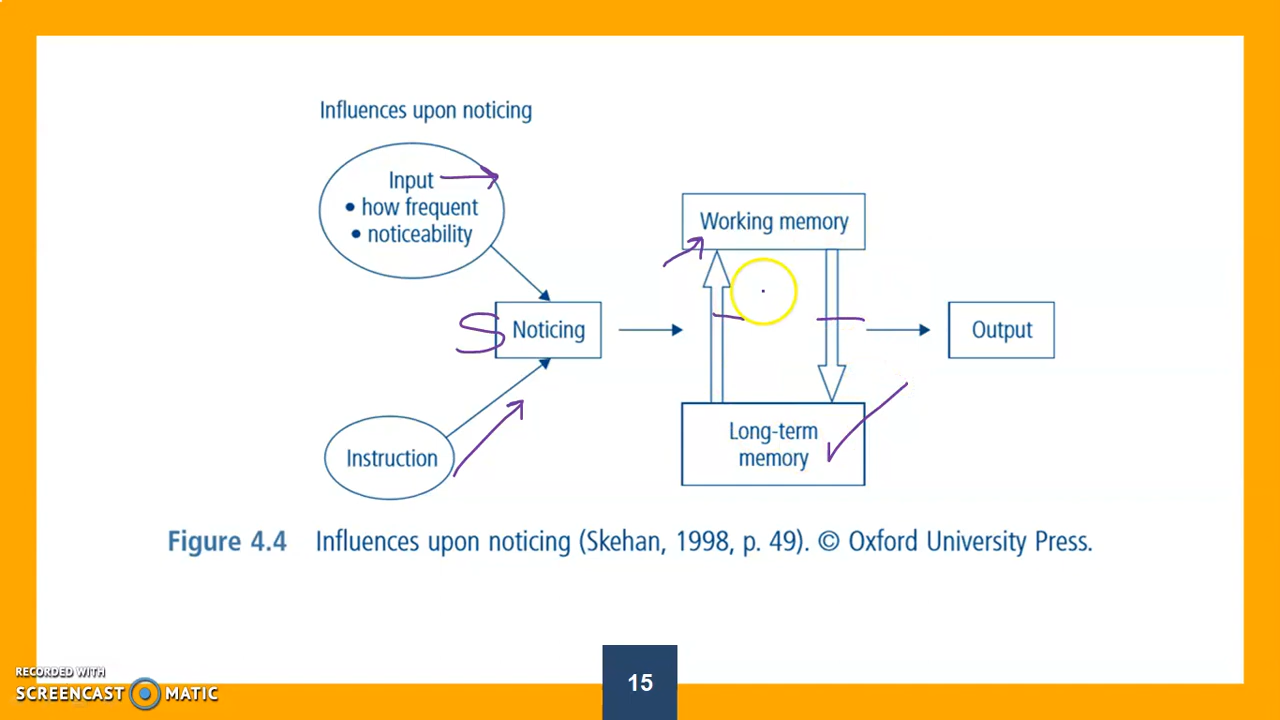 Influences upon noticing
Input
• how frequent
• noticeability
Working memory
S
Noticing
Output
Long-term
memory
Instruction
Figure 4.4 Influences upon noticing (Skehan, 1998, p. 49). © Oxford University Press.
15
RECORDED WITH
SCREENCAST MATIC